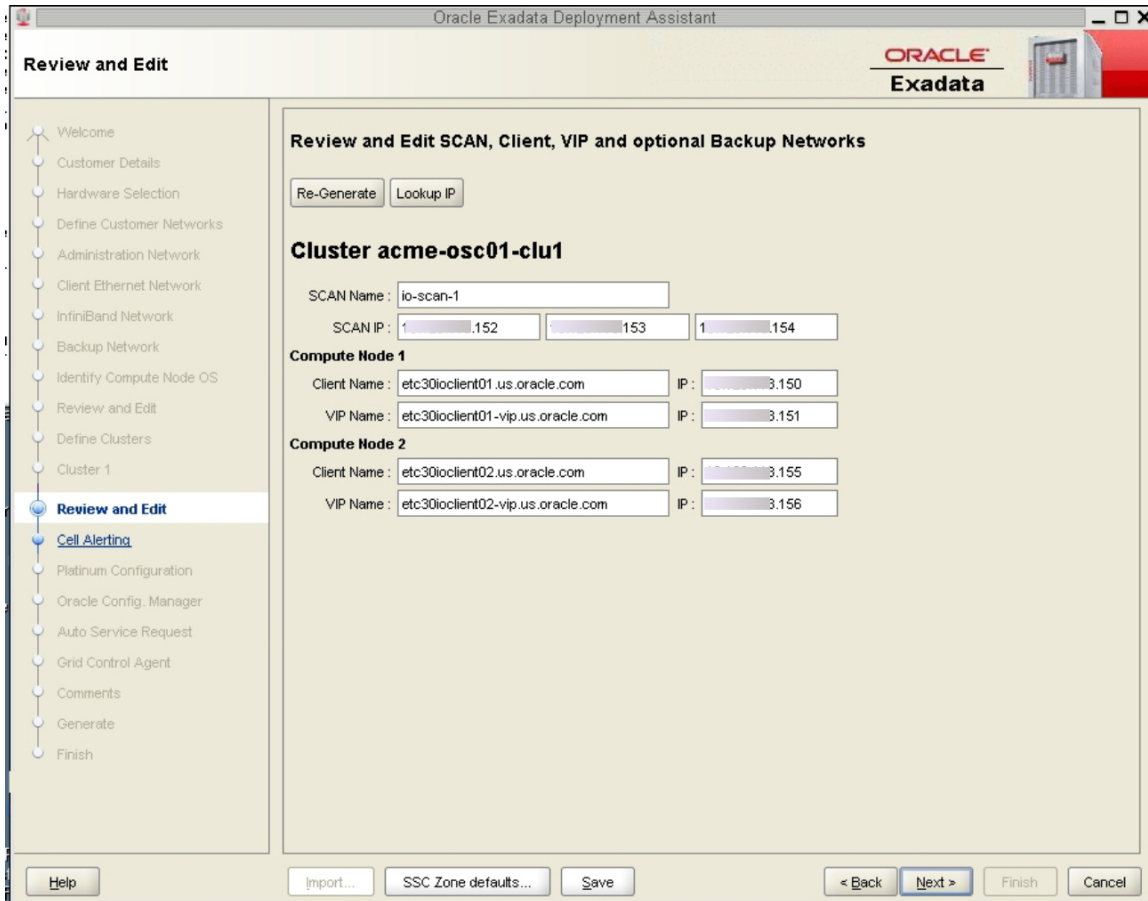 Oracle Exadata Deployment Assistant
Review and Edit
ORACLE
Exadata
Welcome
Customer Details
Hardware Selection
Define Customer Networks
Administration Network
Client Ethernet Network
InfiniBand Network
Backup Network
Identify Compute Node OS
Review and Edit
Define Clusters
Cluster 1
Review and Edit
Cell Alerting
Platinum Configuration
Oracle Config. Manager
Auto Service Request
Grid Control Agent
Comments
Generate
Finish
Review and Edit SCAN, Client, VIP and optional Backup Networks
Re-Generate Lookup IP
Cluster acme-osc01-clu1
SCAN Name : io-scan-1
SCAN IP : .152 153 .154
Compute Node 1
Client Name : etc30ioclient01.us.oracle.com IP : .150
VIP Name : etc30ioclient01-vip.us.oracle.com IP : .151
Compute Node 2
Client Name : etc30ioclient02.us.oracle.com IP : 3.155
VIP Name : etc30ioclient02-vip.us.oracle.com IP : 3.156
Help Import... SSC Zone defaults... Save < Back Next > Finish Cancel